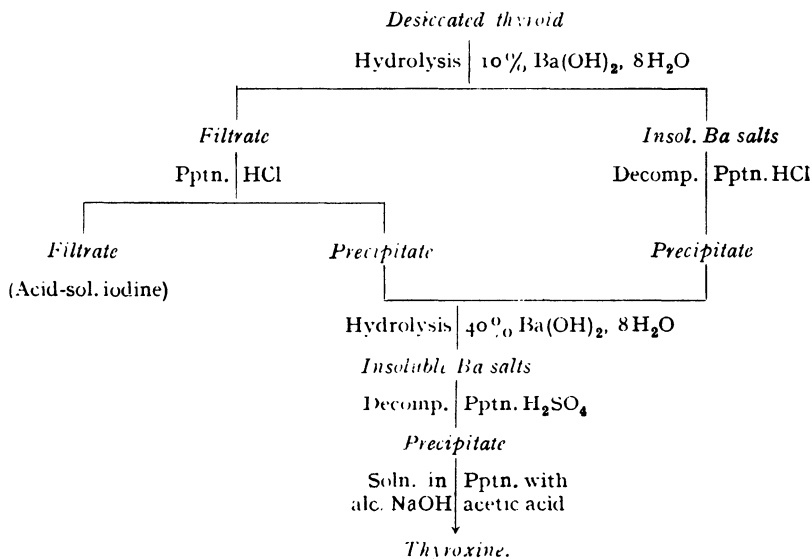 Desiccated thyroid
Hydrolysis 10% Ba(OH)₂, 8H₂O
Filtrate Insol. Ba salts
Pptn. HCl Decomp. Pptn. HCl
Filtrate Precipitate Precipitate
(Acid-sol. iodine)
Hydrolysis 40% Ba(OH)₂, 8H₂O
Insoluble Ba salts
Decomp. Pptn. H₂SO₄
Precipitate
Soln. in Pptn. with
alc. NaOH acetic acid
Thyroxine.